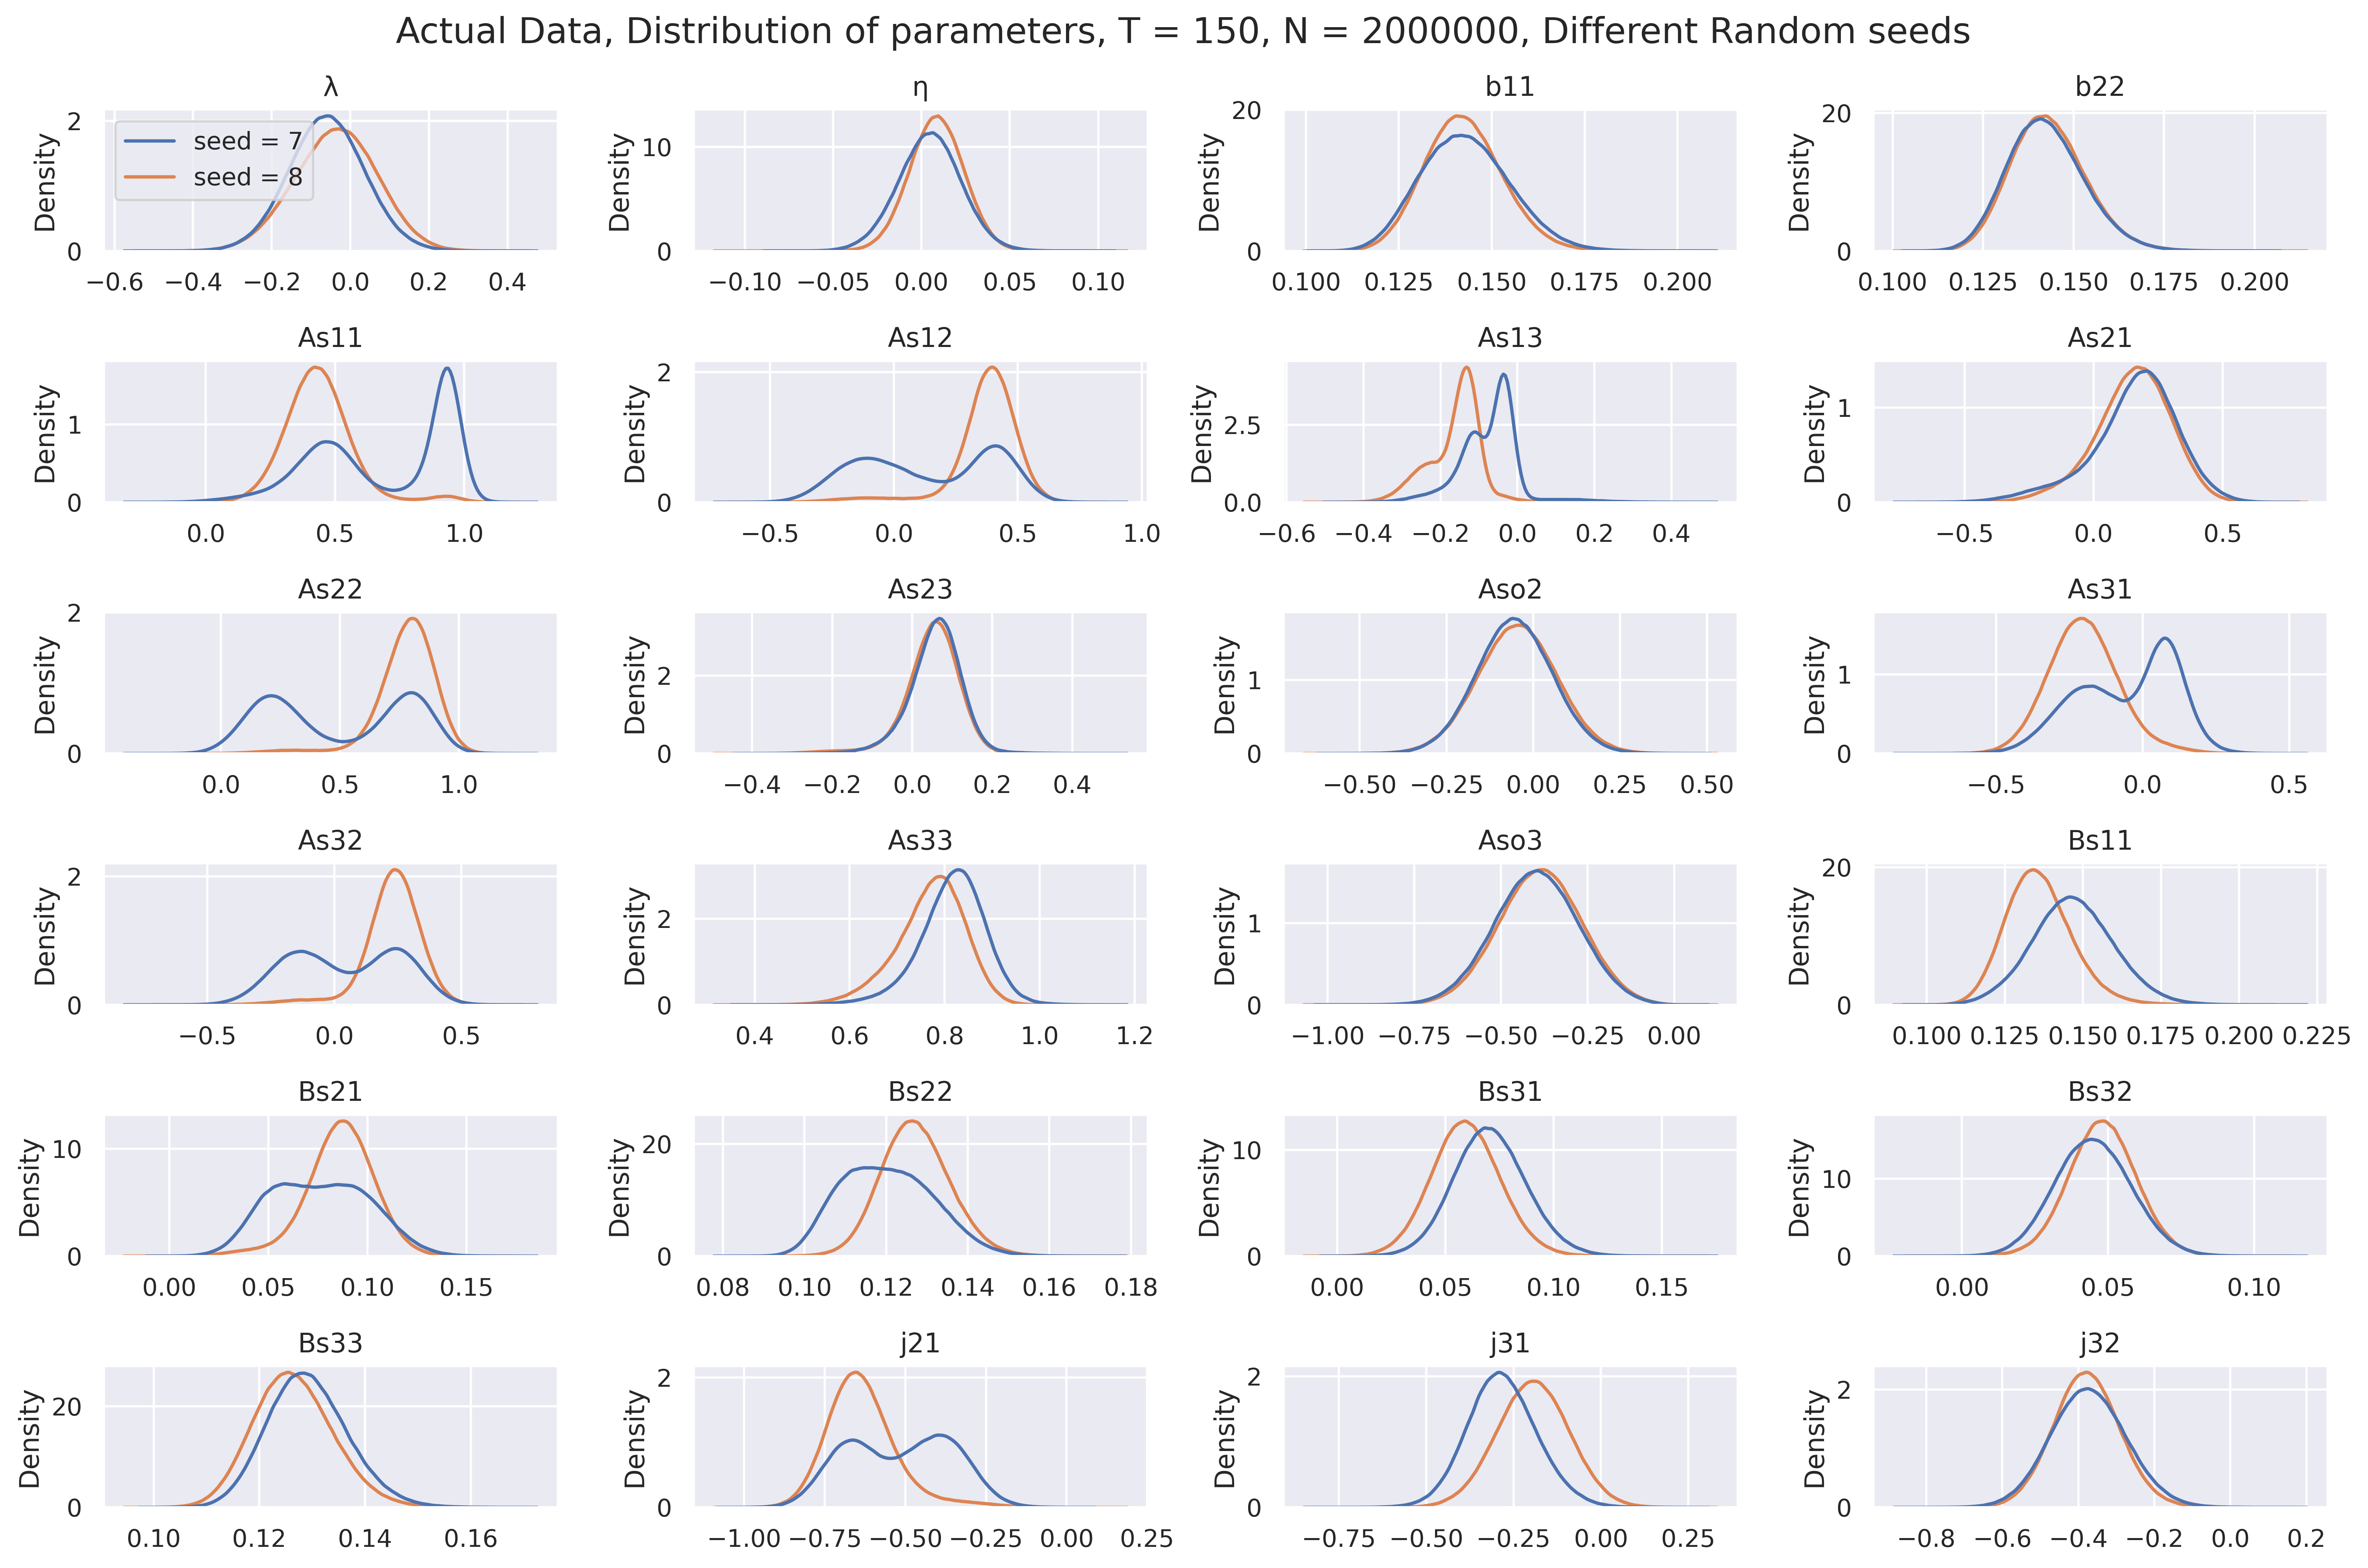 Actual Data, Distribution of parameters, T = 150, N = 2000000, Different Random seeds
λ η b11 b22
Density 2 1 0 Density 10 0 Density 20 10 0 Density 20 0
seed = 7
seed = 8
−0.6 −0.4 −0.2 0.0 0.2 0.4 −0.10 −0.05 0.00 0.05 0.10 0.100 0.125 0.150 0.175 0.200 0.100 0.125 0.150 0.175 0.200
As11 As12 As13 As21
Density 1 0 Density 2 0 Density 2.5 0.0 Density 1 0
0.0 0.5 1.0 −0.5 0.0 0.5 1.0 −0.6 −0.4 −0.2 0.0 0.2 0.4 −0.5 0.0 0.5
As22 As23 Aso2 As31
Density 2 0 Density 2 0 Density 1 0 Density 1 0
0.0 0.5 1.0 −0.4 −0.2 0.0 0.2 0.4 −0.50 −0.25 0.00 0.25 0.50 −0.5 0.0 0.5
As32 As33 Aso3 Bs11
Density 2 0 Density 2 0 Density 1 0 Density 20 0
−0.5 0.0 0.5 0.4 0.6 0.8 1.0 1.2 −1.00 −0.75 −0.50 −0.25 0.00 0.100 0.125 0.150 0.175 0.200 0.225
Bs21 Bs22 Bs31 Bs32
Density 10 0 Density 20 0 Density 10 0 Density 10 0
0.00 0.05 0.10 0.15 0.08 0.10 0.12 0.14 0.16 0.18 0.00 0.05 0.10 0.15 0.00 0.05 0.10
Bs33 j21 j31 j32
Density 20 0 Density 2 0 Density 2 0 Density 2 0
0.10 0.12 0.14 0.16 −1.00 −0.75 −0.50 −0.25 0.00 0.25 −0.75 −0.50 −0.25 0.00 0.25 −0.8 −0.6 −0.4 −0.2 0.0 0.2